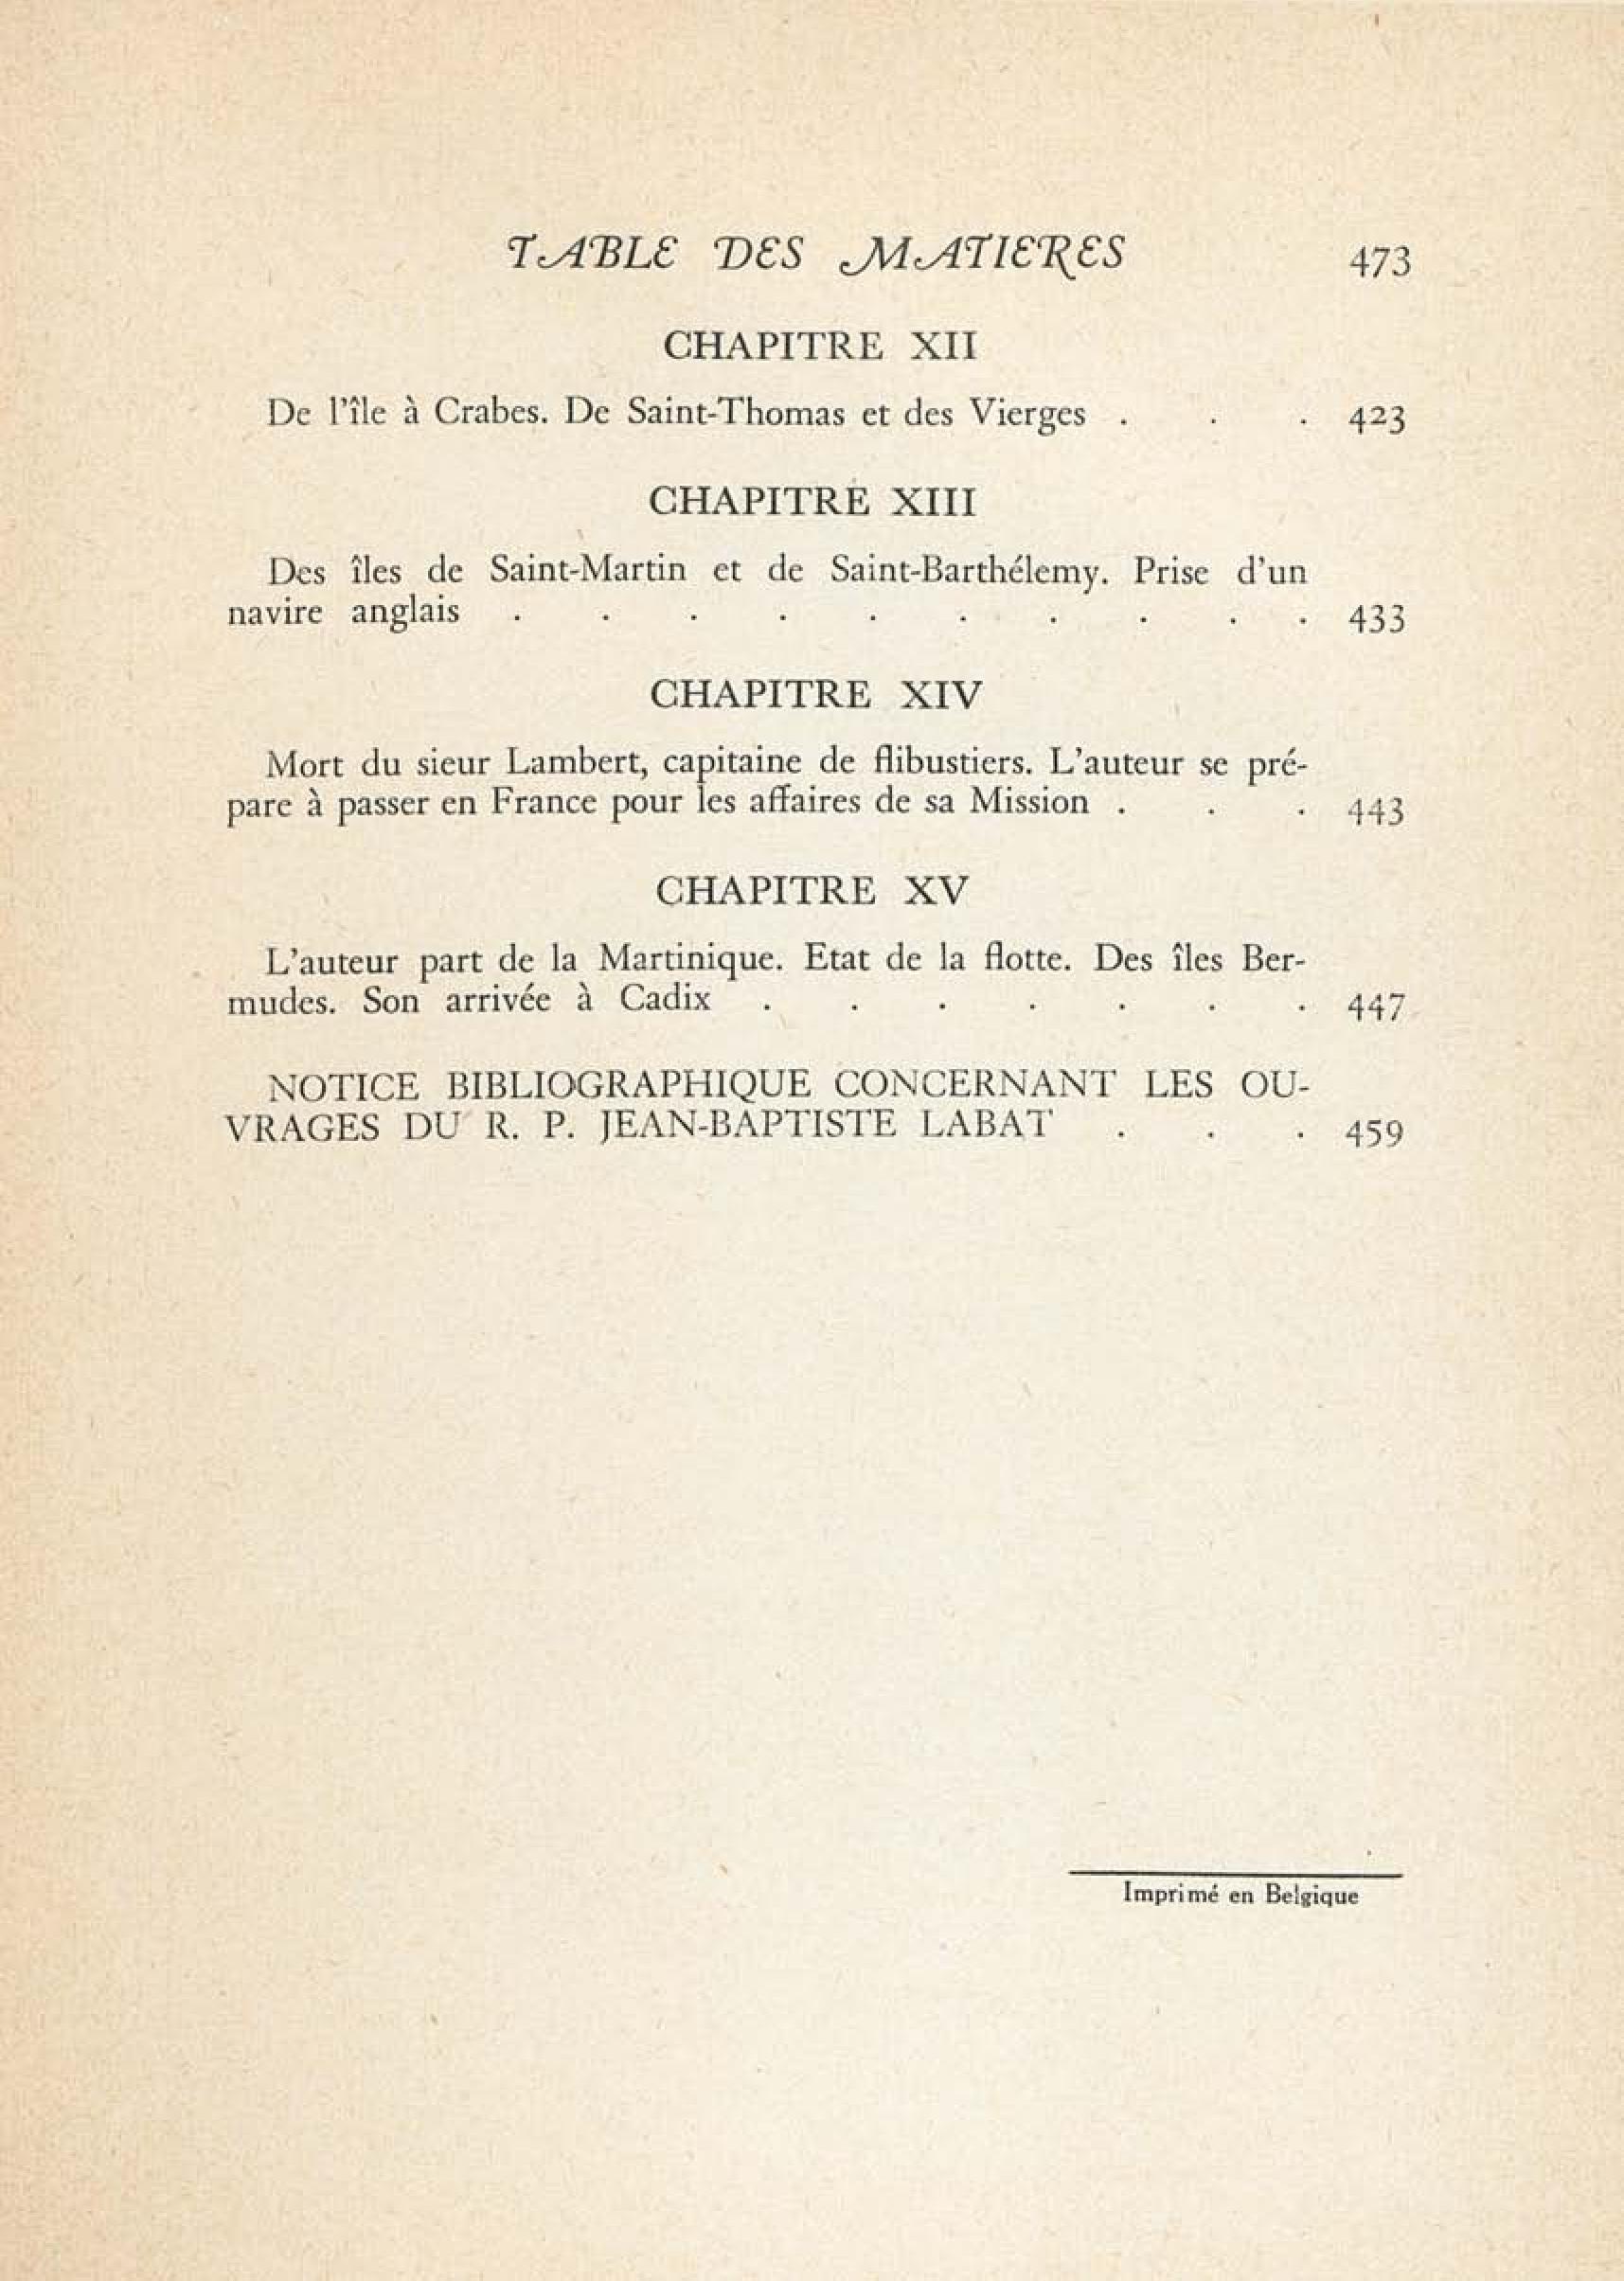 TABLE DES MATIERES 473
CHAPITRE XII
De l'île à Crabes. De Saint-Thomas et des Vierges . . . 423
CHAPITRE XIII
Des îles de Saint-Martin et de Saint-Barthélemy. Prise d'un
navire anglais . . . . . . . . . . 433
CHAPITRE XIV
Mort du sieur Lambert, capitaine de flibustiers. L'auteur se pré-
pare à passer en France pour les affaires de sa Mission . . . 443
CHAPITRE XV
L'auteur part de la Martinique. Etat de la flotte. Des îles Ber-
mudes. Son arrivée à Cadix . . . . . . . 447
NOTICE BIBLIOGRAPHIQUE CONCERNANT LES OU-
VRAGES DU R. P. JEAN-BAPTISTE LABAT . . . 459
Imprimé en Belgique